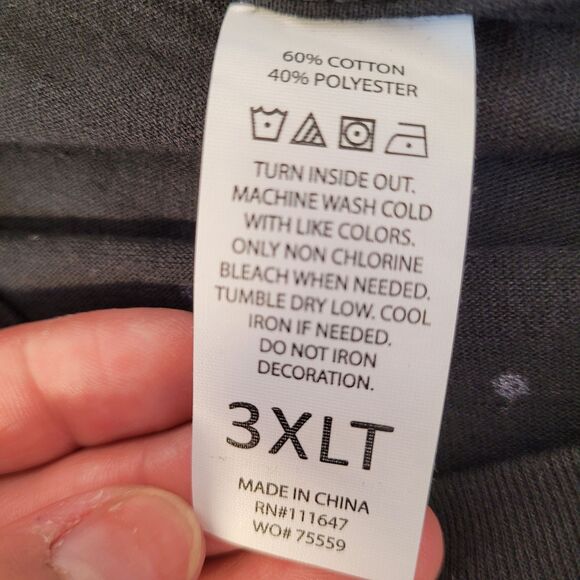 60% COTTON
40% POLYESTER
TURN INSIDE OUT.
MACHINE WASH COLD
WITH LIKE COLORS.
ONLY NON CHLORINE
BLEACH WHEN NEEDED.
TUMBLE DRY LOW. COOL
IRON IF NEEDED.
DO NOT IRON
DECORATION.
3XLT
MADE IN CHINA
RN#111647
WO# 75559